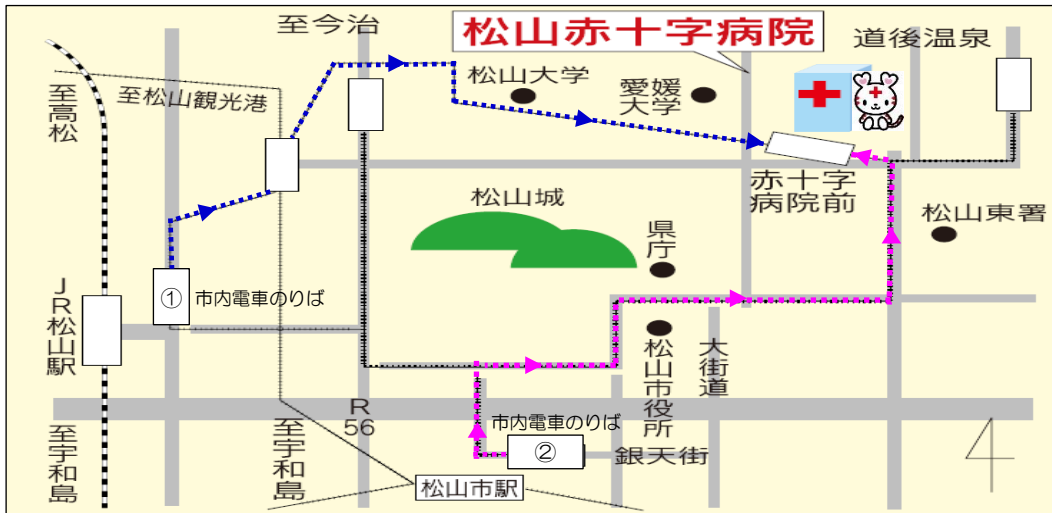 至今治
松山赤十字病院
道後温泉
至高松
至松山観光港
松山大学
愛媛
大学
赤十字
病院前
松山城
県庁
松山東署
①
市内電車のりば
JR松山駅
松山市役所
大街道
R
56
市内電車のりば
②
銀天街
至宇和島
至宇和島
松山市駅